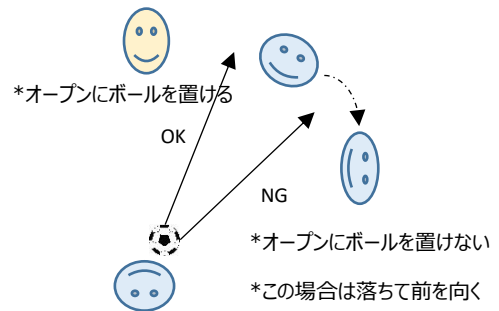 *オープンにボールを置ける
OK
NG
*オープンにボールを置けない
*この場合は落ちて前を向く